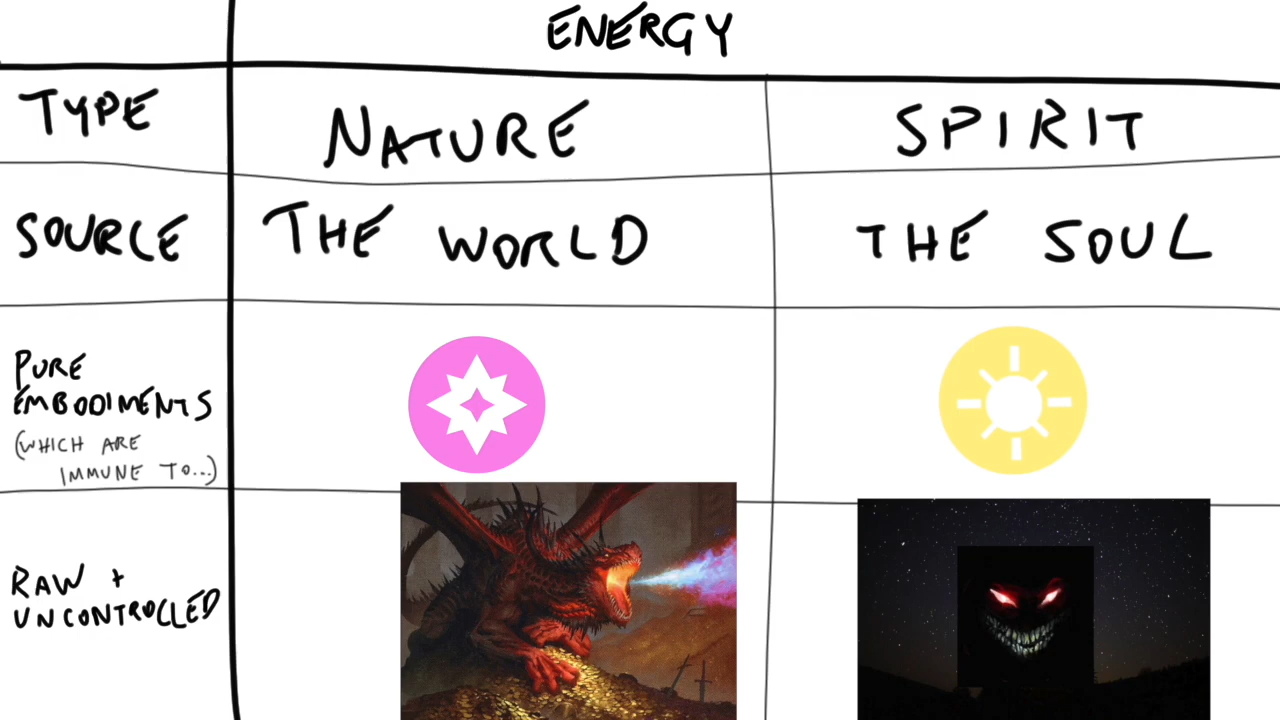 ENERGY
TYPE NATURE SPIRIT
SOURCE THE WORLD THE SOUL
PURE
EMBODIMENTS
(WHICH ARE
IMMUNE TO...)
RAW +
UNCONTROLLED